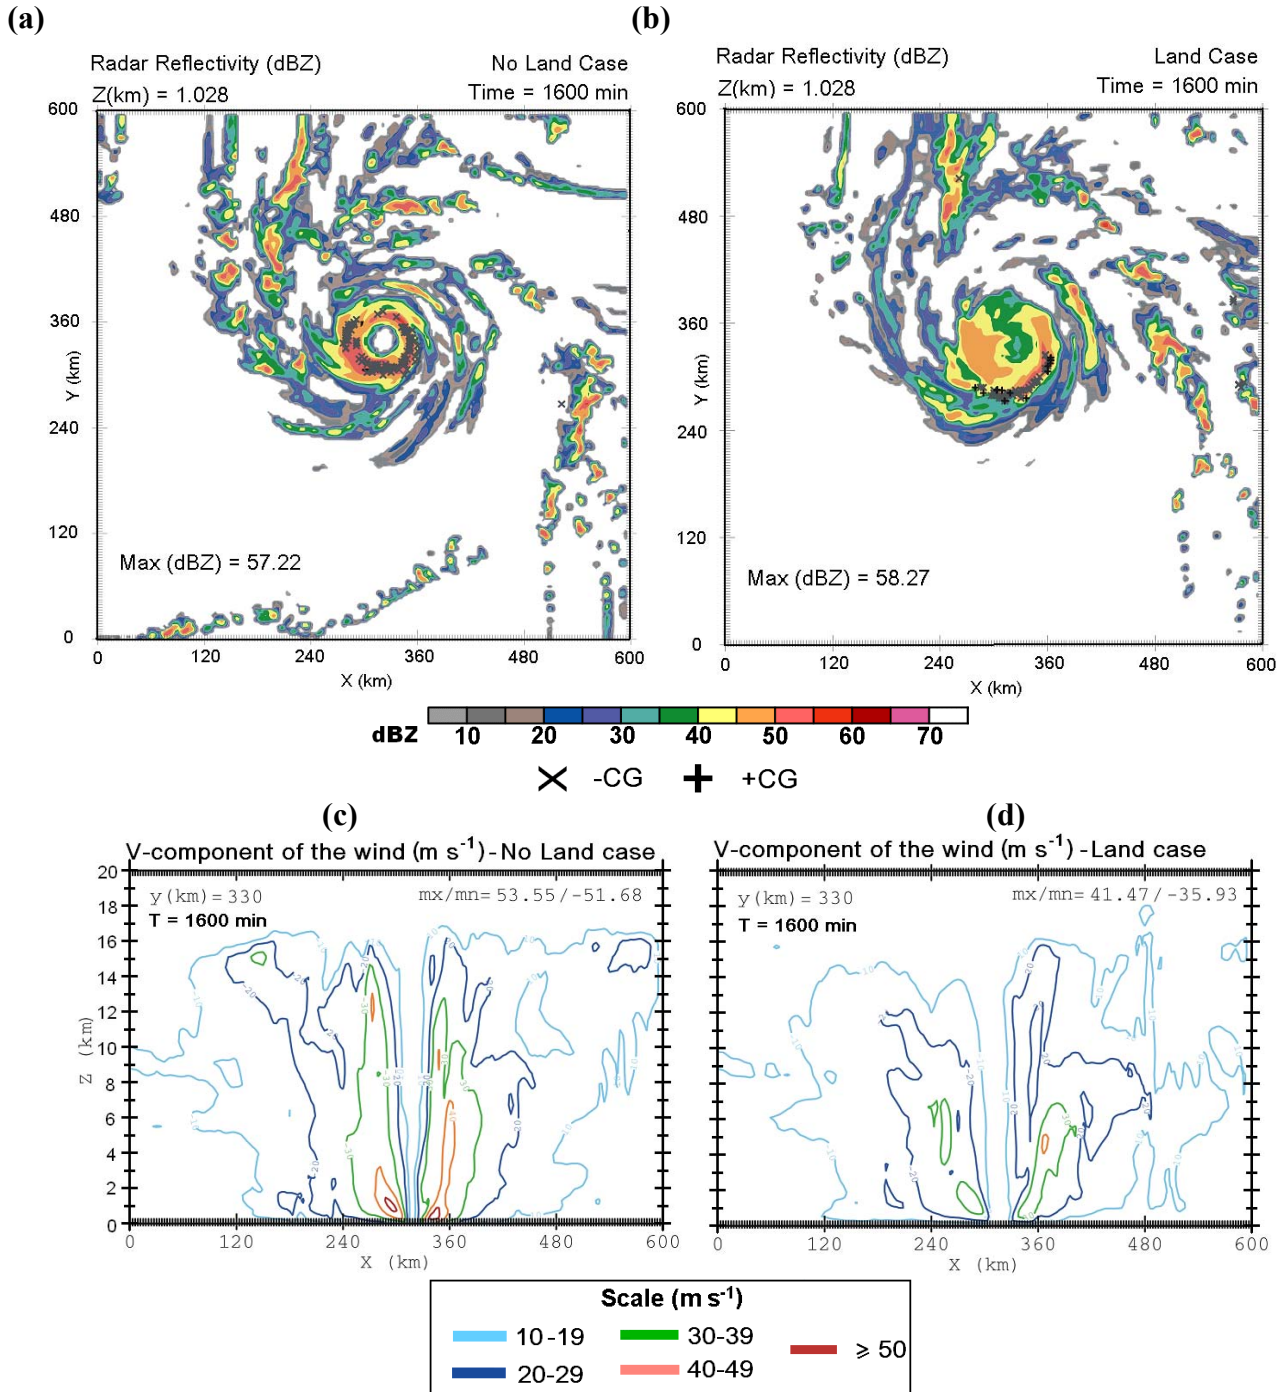 (a)
(b)
Radar Reflectivity (dBZ) No Land Case
Z(km) = 1.028 Time = 1600 min
Radar Reflectivity (dBZ) Land Case
Z(km) = 1.028 Time = 1600 min
600
480
360
240
120
0
Y (km)
Max (dBZ) = 57.22
0 120 240 360 480 600
X (km)
600
480
360
240
120
0
Y (km)
Max (dBZ) = 58.27
0 120 240 360 480 600
X (km)
dBZ 10 20 30 40 50 60 70
× -CG + +CG
(c)
(d)
V-component of the wind (m s⁻¹) - No Land case
V-component of the wind (m s⁻¹) - Land case
y(km) = 330 mx/mn= 53.55/-51.68
T = 1600 min
20
18
16
14
12
10
8
6
4
2
0
Z (km)
0 120 240 360 480 600
X (km)
y(km) = 330 mx/mn= 41.47/-35.93
T = 1600 min
0 120 240 360 480 600
X (km)
Scale (m s⁻¹)
10-19 30-39 ⩾ 50
20-29 40-49